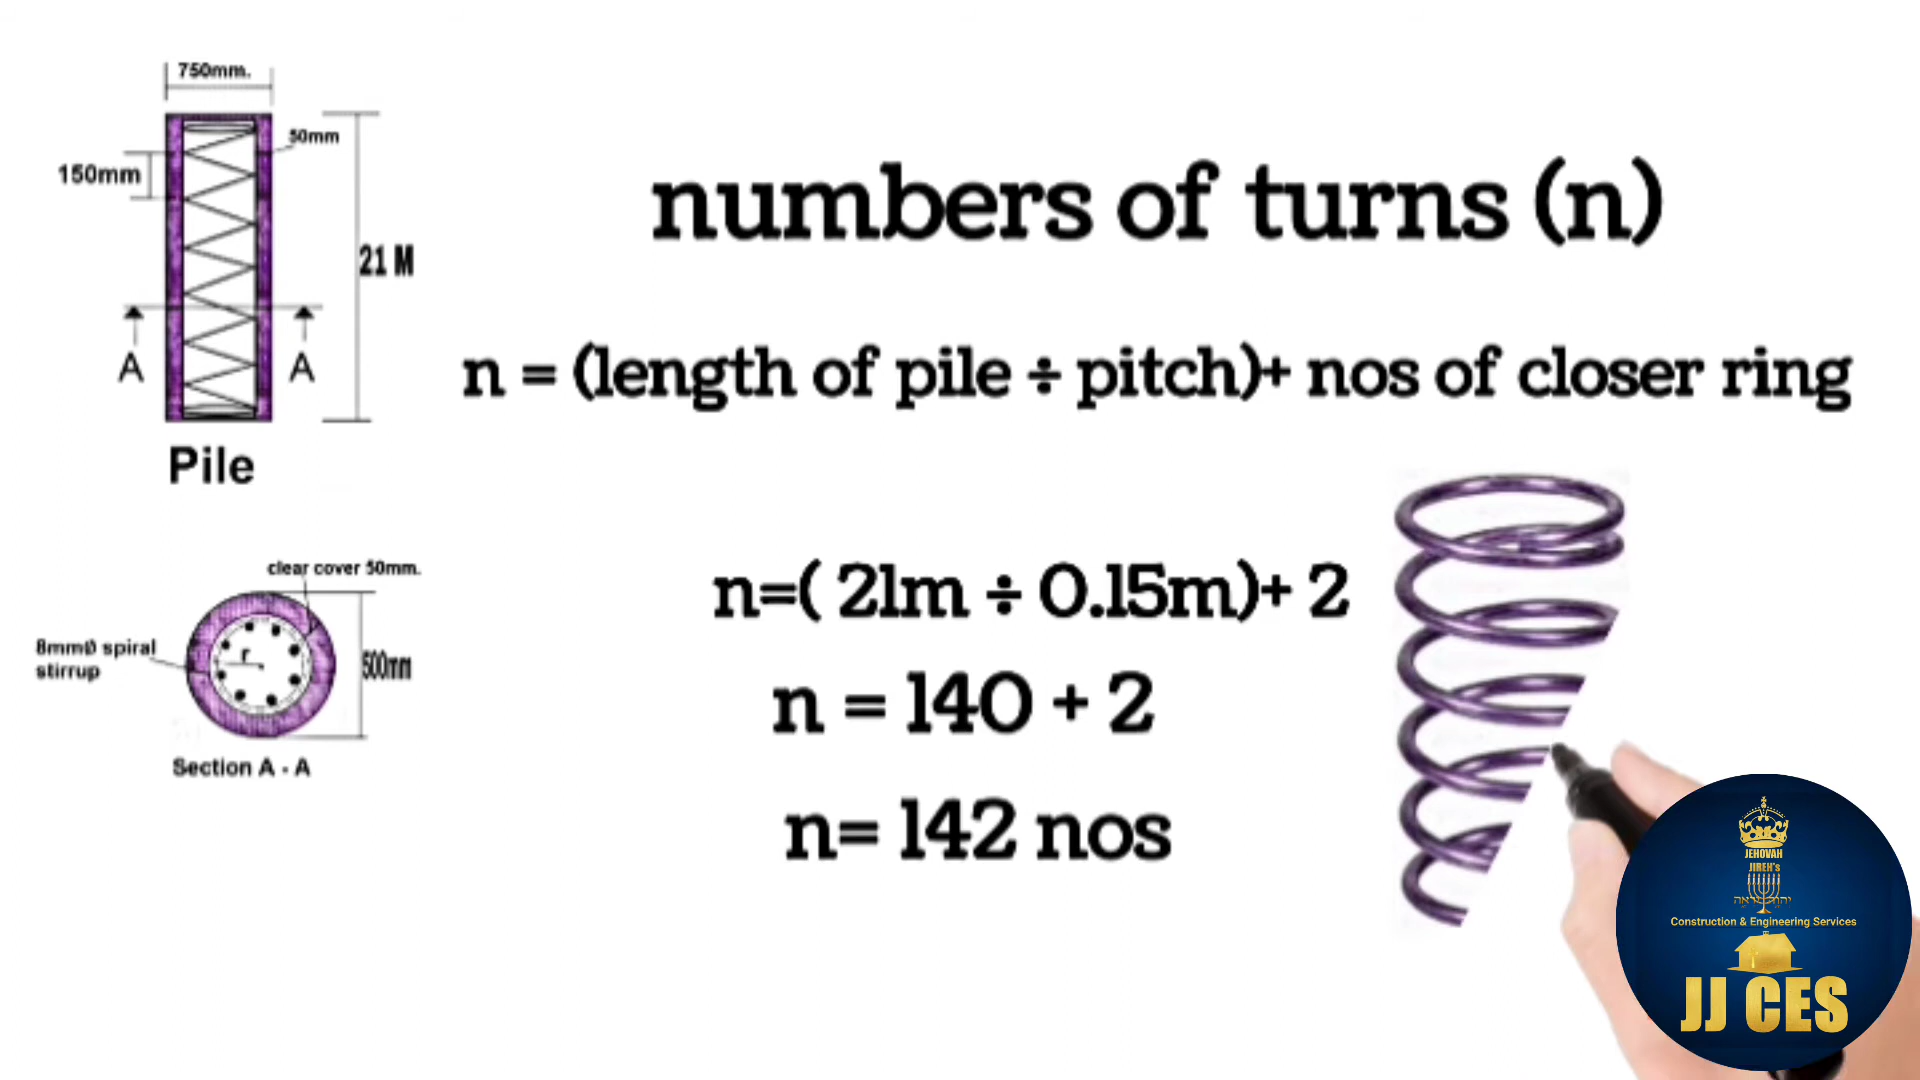 750mm.
50mm
150mm
21 M
A
A
Pile
clear cover 50mm.
8mmØ spiral
stirrup
r
500mm
Section A - A
numbers of turns (n)
n = (length of pile ÷ pitch)+ nos of closer ring
n=( 21m ÷ 0.15m)+ 2
n = 140 + 2
n= 142 nos
JEHOVAH
JIREH's
Construction & Engineering Services
JJ CES